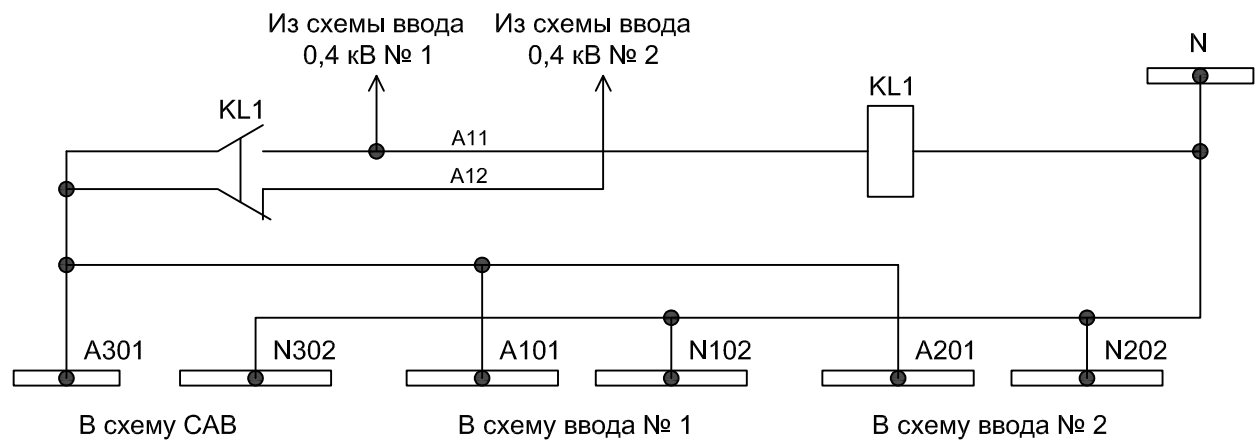 Из схемы ввода
0,4 кВ № 1
Из схемы ввода
0,4 кВ № 2
N
KL1
KL1
A11
A12
A301
N302
A101
N102
A201
N202
В схему САВ
В схему ввода № 1
В схему ввода № 2